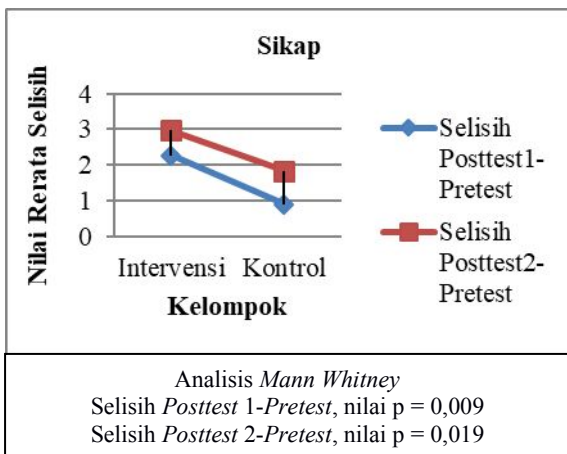 Sikap
Nilai Rerata Selisih
4
3
2
1
0
Intervensi Kontrol
Kelompok
Selisih
Posttest1-
Pretest
Selisih
Posttest2-
Pretest
Analisis Mann Whitney
Selisih Posttest 1-Pretest, nilai p = 0,009
Selisih Posttest 2-Pretest, nilai p = 0,019